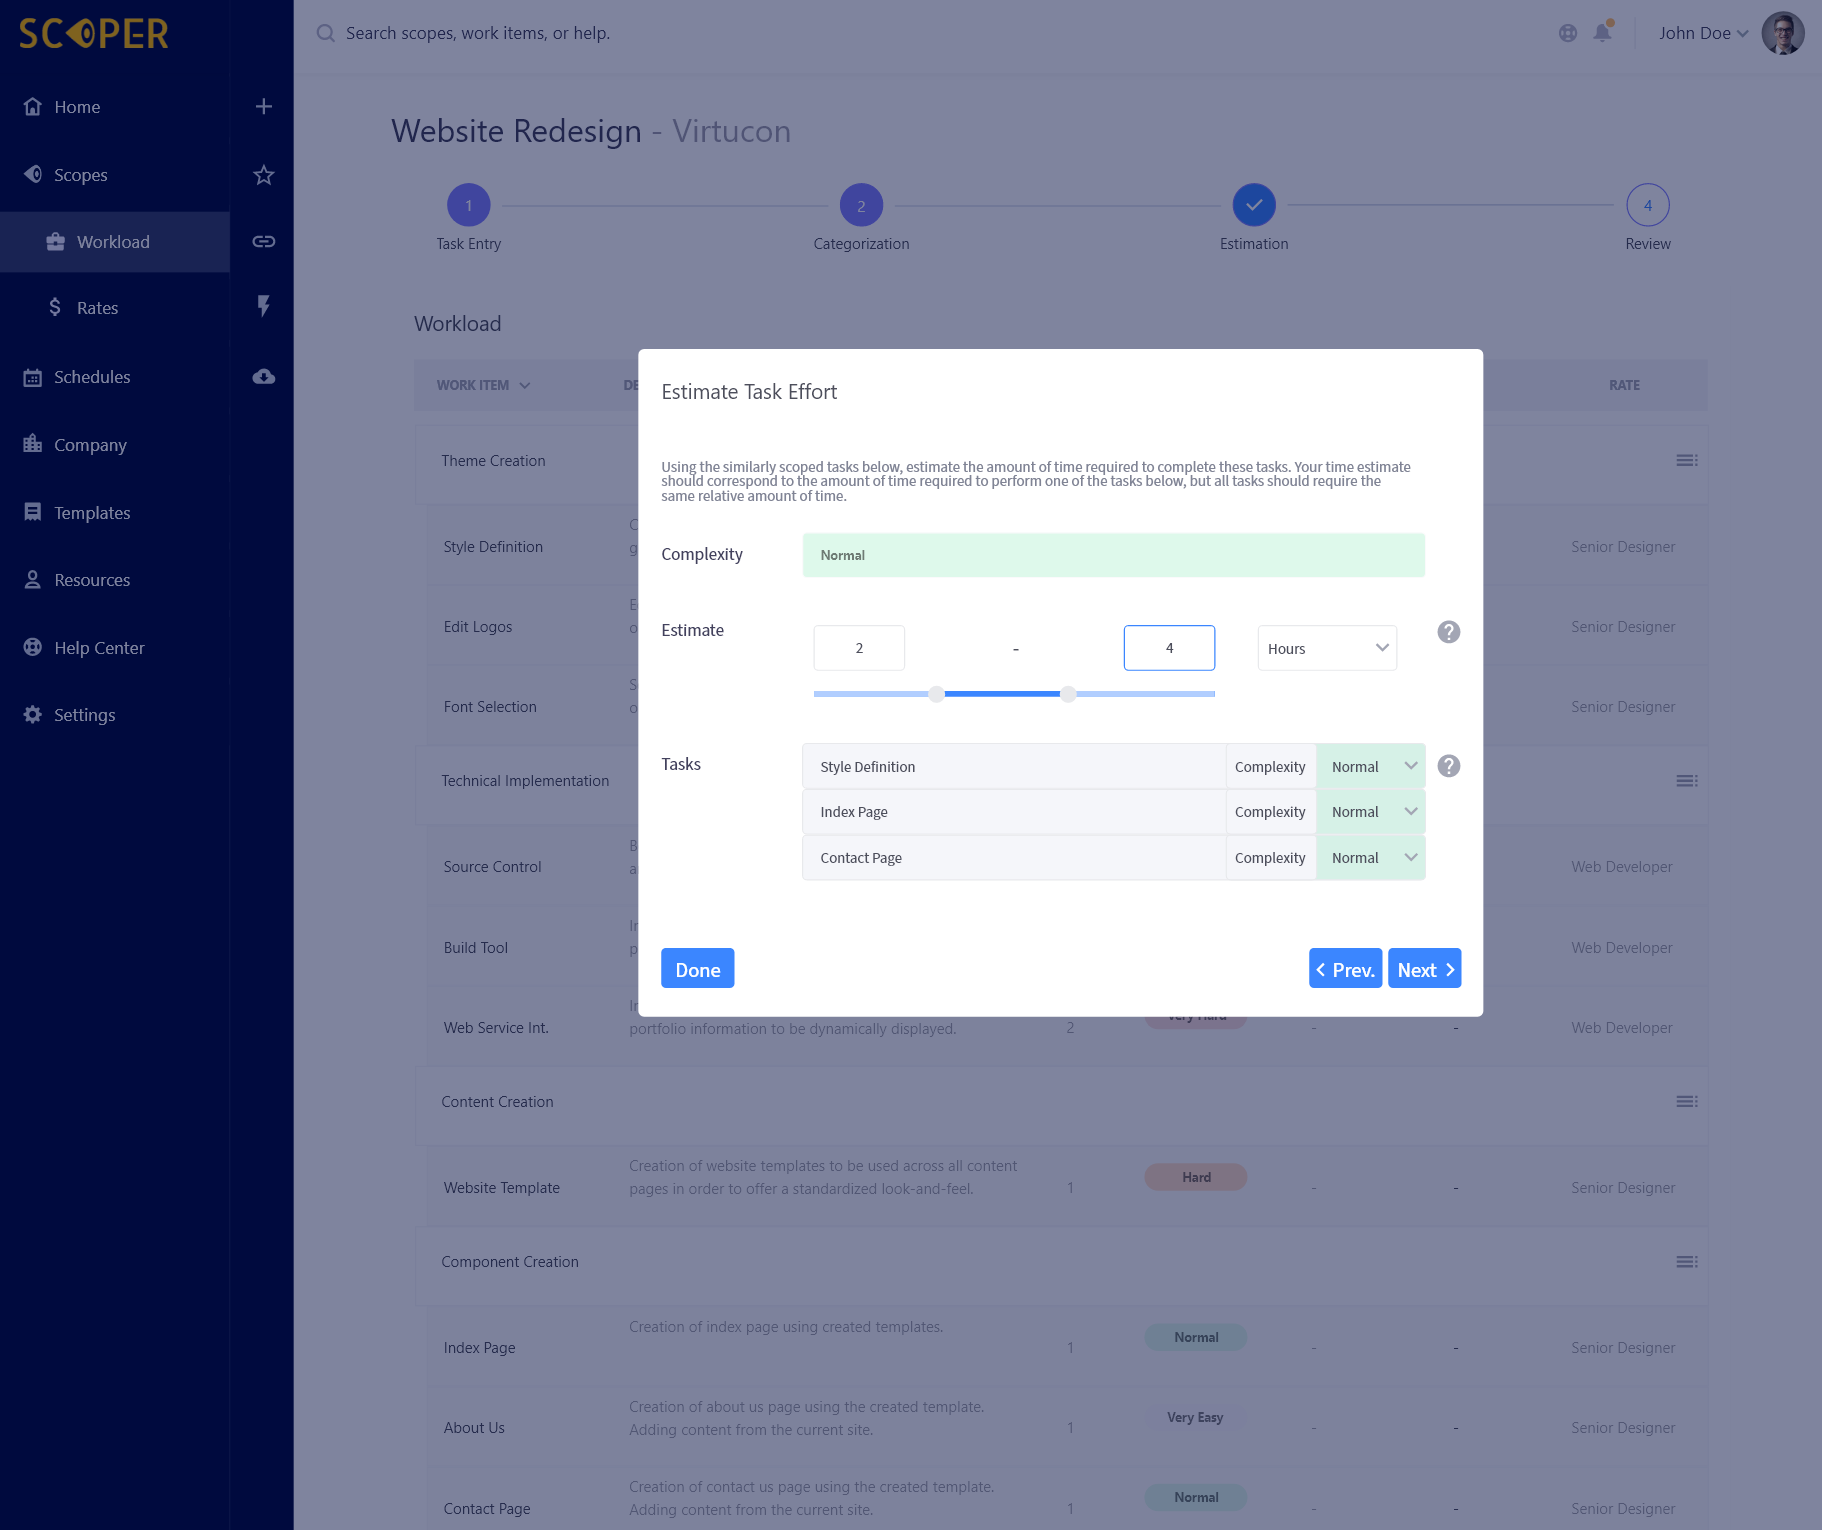 SCOPER
Search scopes, work items, or help.
John Doe
Home
Scopes
Workload
Rates
Schedules
Company
Templates
Resources
Help Center
Settings
Website Redesign - Virtucon
1
2
4
Task Entry
Categorization
Estimation
Review
Workload
WORK ITEM
DE
RATE
Theme Creation
Style Definition
Senior Designer
Edit Logos
Senior Designer
Font Selection
Senior Designer
Technical Implementation
Source Control
Web Developer
Build Tool
Web Developer
Web Service Int.
portfolio information to be dynamically displayed.
2
Very Hard
-
-
Web Developer
Estimate Task Effort
Using the similarly scoped tasks below, estimate the amount of time required to complete these tasks. Your time estimate
should correspond to the amount of time required to perform one of the tasks below, but all tasks should require the
same relative amount of time.
Complexity
Normal
Estimate
2
-
4
Hours
?
Tasks
Style Definition
Complexity
Normal
?
Index Page
Complexity
Normal
Contact Page
Complexity
Normal
Done
Prev.
Next
Content Creation
Website Template
Creation of website templates to be used across all content
pages in order to offer a standardized look-and-feel.
1
Hard
-
-
Senior Designer
Component Creation
Index Page
Creation of index page using created templates.
1
Normal
-
-
Senior Designer
About Us
Creation of about us page using the created template.
Adding content from the current site.
1
Very Easy
-
-
Senior Designer
Contact Page
Creation of contact us page using the created template.
Adding content from the current site.
1
Normal
-
-
Senior Designer